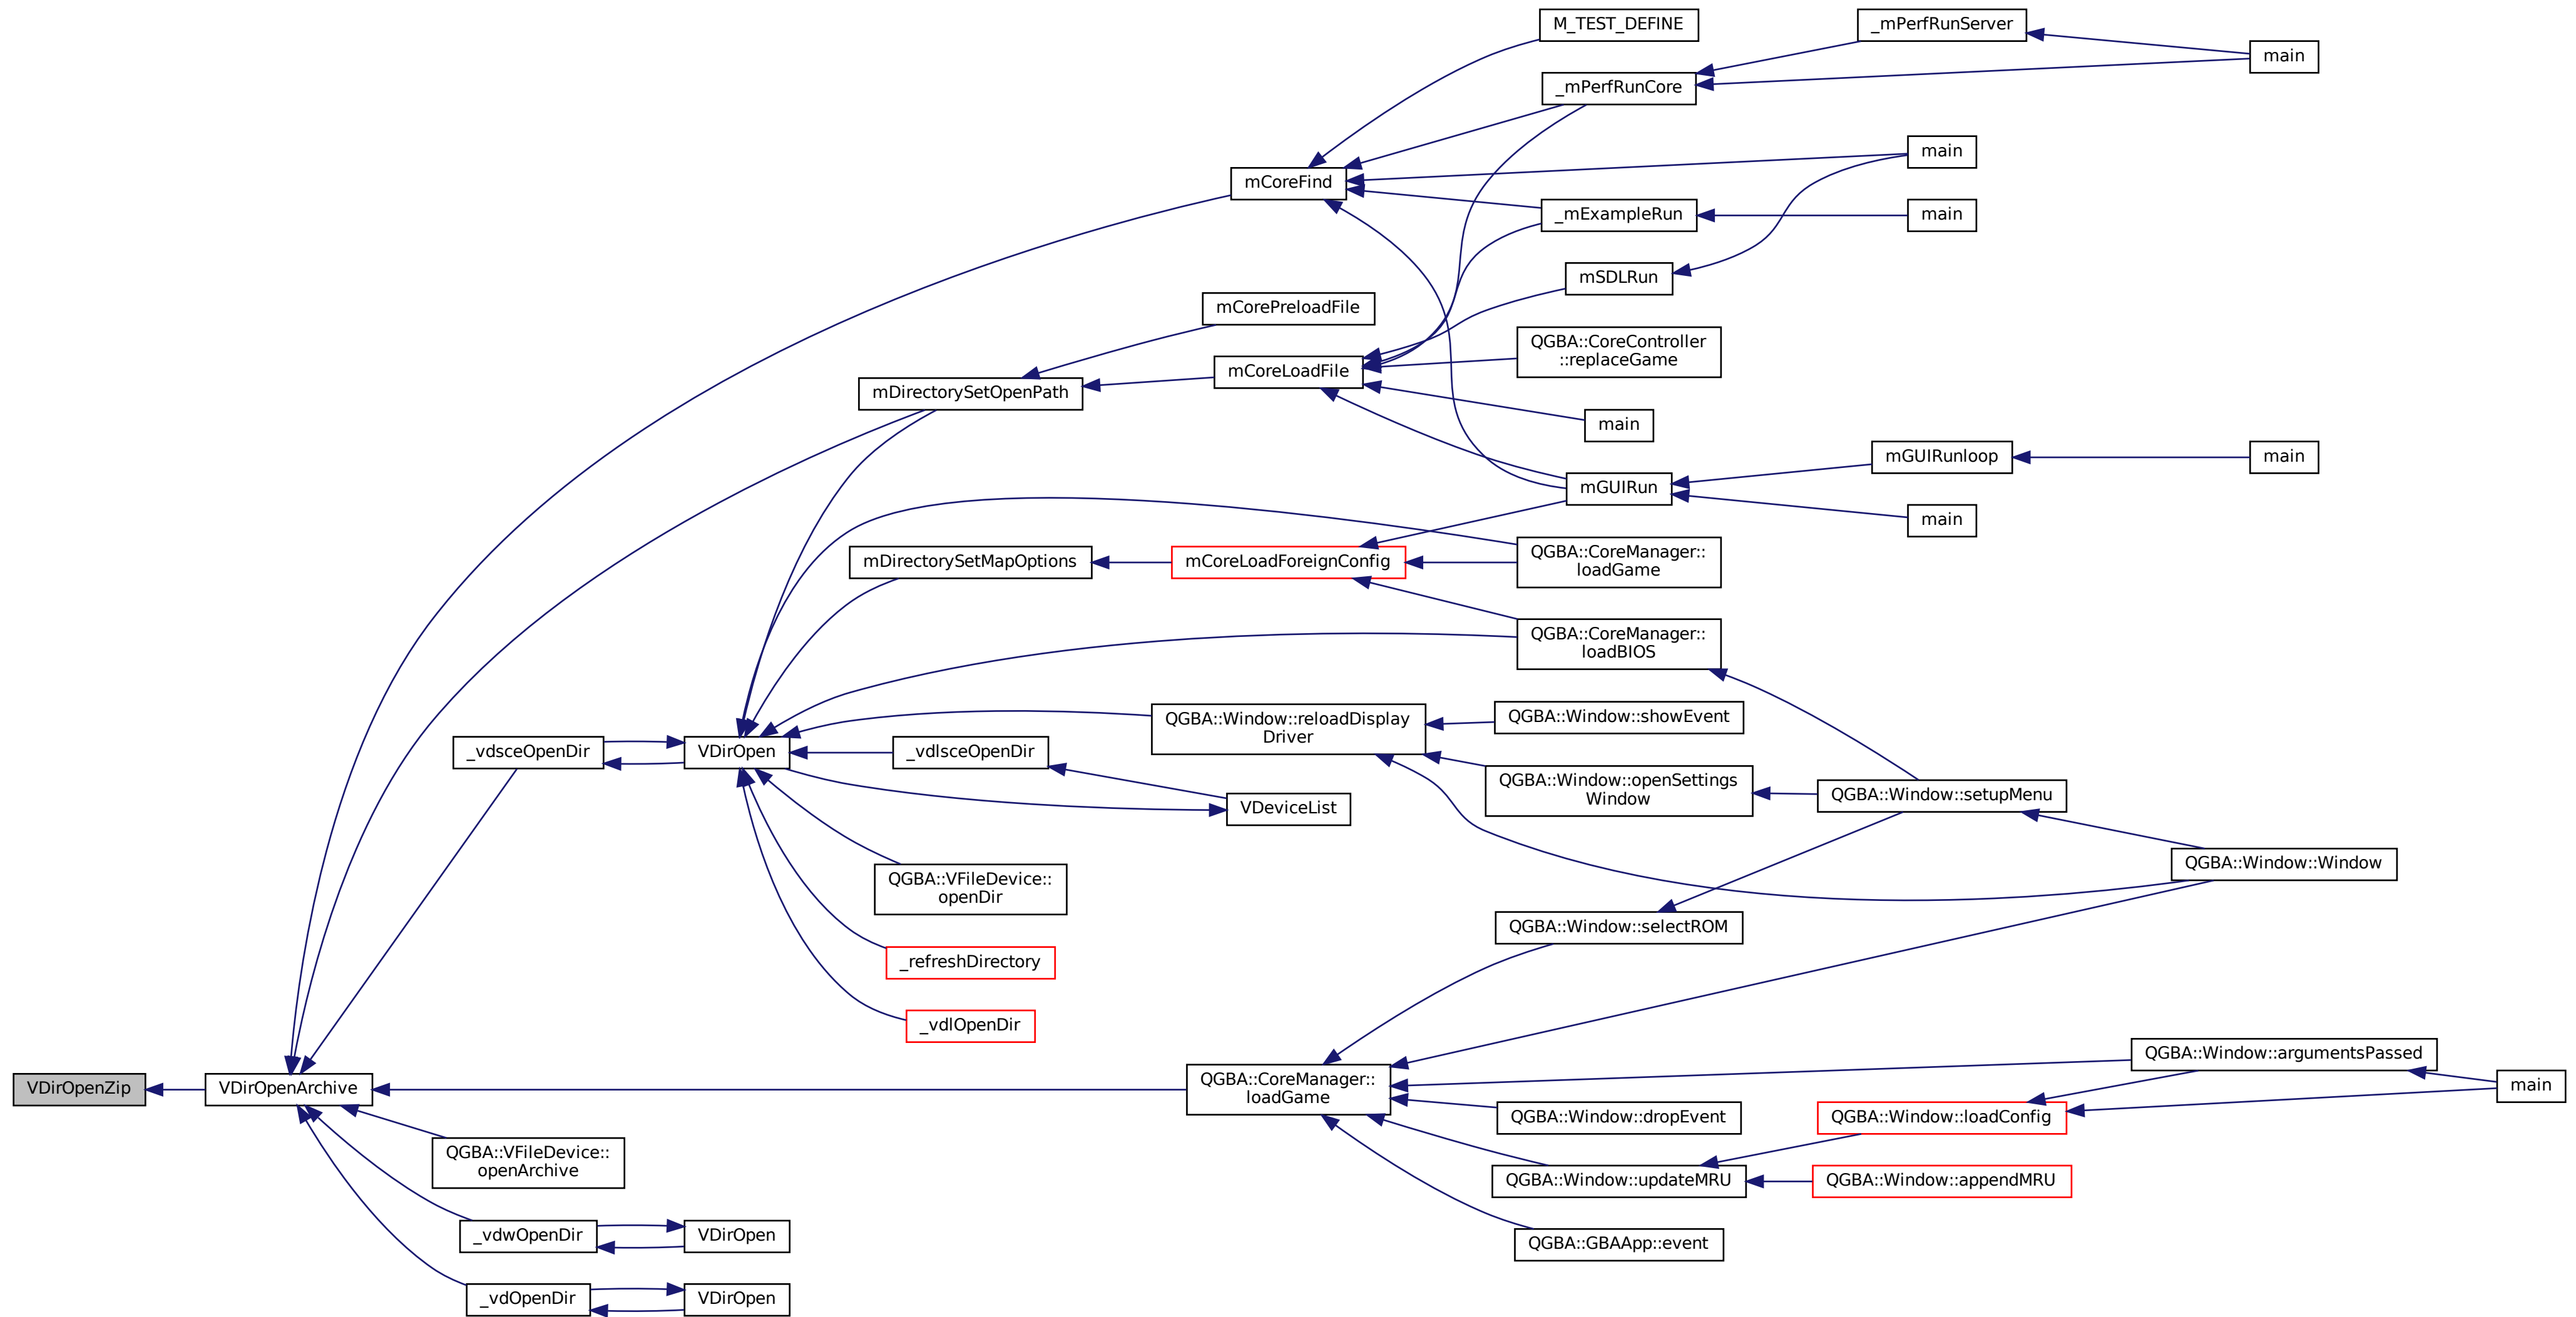 M_TEST_DEFINE
_mPerfRunServer
main
_mPerfRunCore
main
mCoreFind
_mExampleRun
main
mSDLRun
mCorePreloadFile
QGBA::CoreController
::replaceGame
mCoreLoadFile
mDirectorySetOpenPath
main
mGUIRunloop
main
mGUIRun
main
mDirectorySetMapOptions
mCoreLoadForeignConfig
QGBA::CoreManager::
loadGame
QGBA::CoreManager::
loadBIOS
QGBA::Window::reloadDisplay
Driver
QGBA::Window::showEvent
_vdsceOpenDir
VDirOpen
_vdlsceOpenDir
QGBA::Window::openSettings
Window
QGBA::Window::setupMenu
VDeviceList
QGBA::Window::Window
QGBA::VFileDevice::
openDir
QGBA::Window::selectROM
_refreshDirectory
_vdlOpenDir
QGBA::Window::argumentsPassed
main
VDirOpenZip
VDirOpenArchive
QGBA::CoreManager::
loadGame
QGBA::Window::dropEvent
QGBA::Window::loadConfig
QGBA::VFileDevice::
openArchive
QGBA::Window::updateMRU
QGBA::Window::appendMRU
_vdwOpenDir
VDirOpen
QGBA::GBAApp::event
_vdOpenDir
VDirOpen